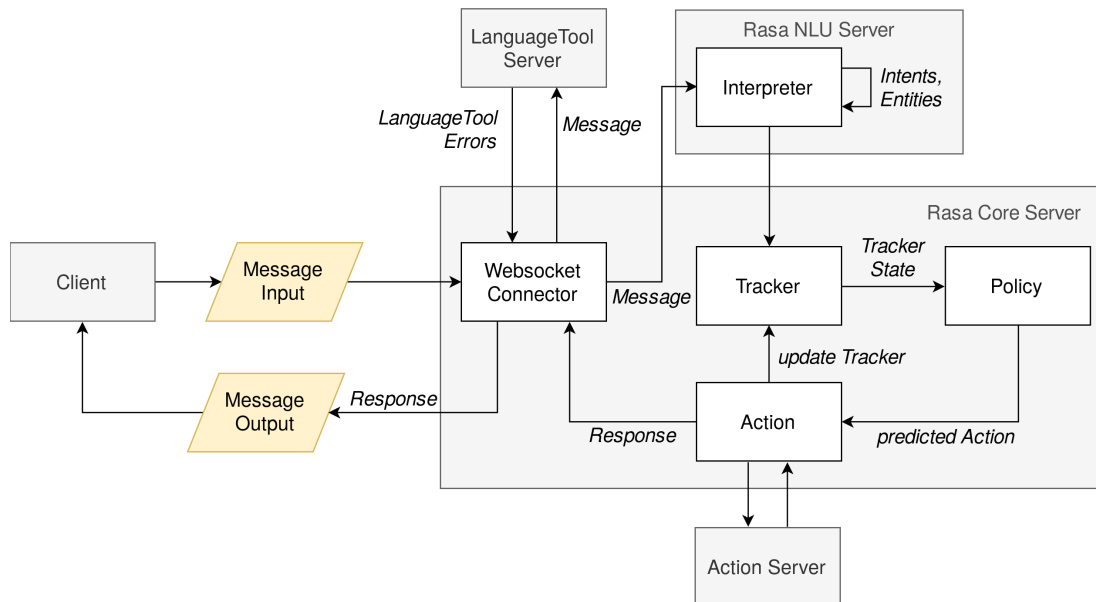 LanguageTool
Server
Rasa NLU Server
Interpreter
Intents,
Entities
LanguageTool
Errors
Message
Rasa Core Server
Client
Message
Input
Websocket
Connector
Message
Tracker
Tracker
State
Policy
update Tracker
Message
Output
Response
Response
Action
predicted Action
Action Server